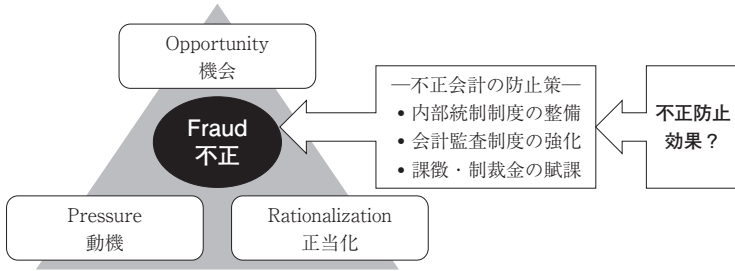 Opportunity
機会
Fraud
不正
Pressure
動機
Rationalization
正当化
―不正会計の防止策―
• 内部統制制度の整備
• 会計監査制度の強化
• 課徴・制裁金の賦課
不正防止
効果？